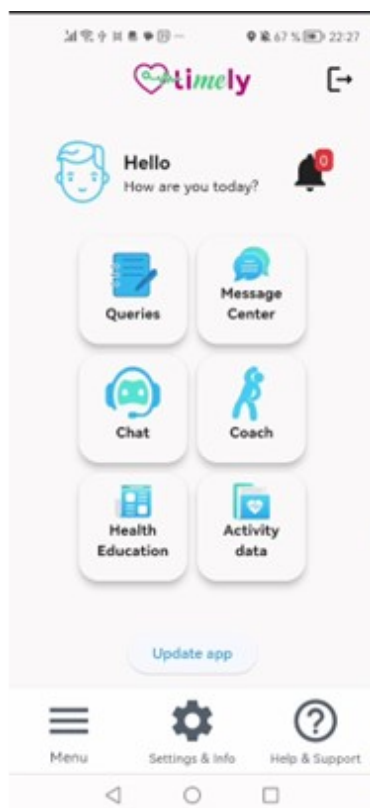 67 % 22:27
timely
Hello
How are you today?
0
Queries
Message
Center
Chat
Coach
Health
Education
Activity
data
Update app
Menu
Settings & Info
Help & Support